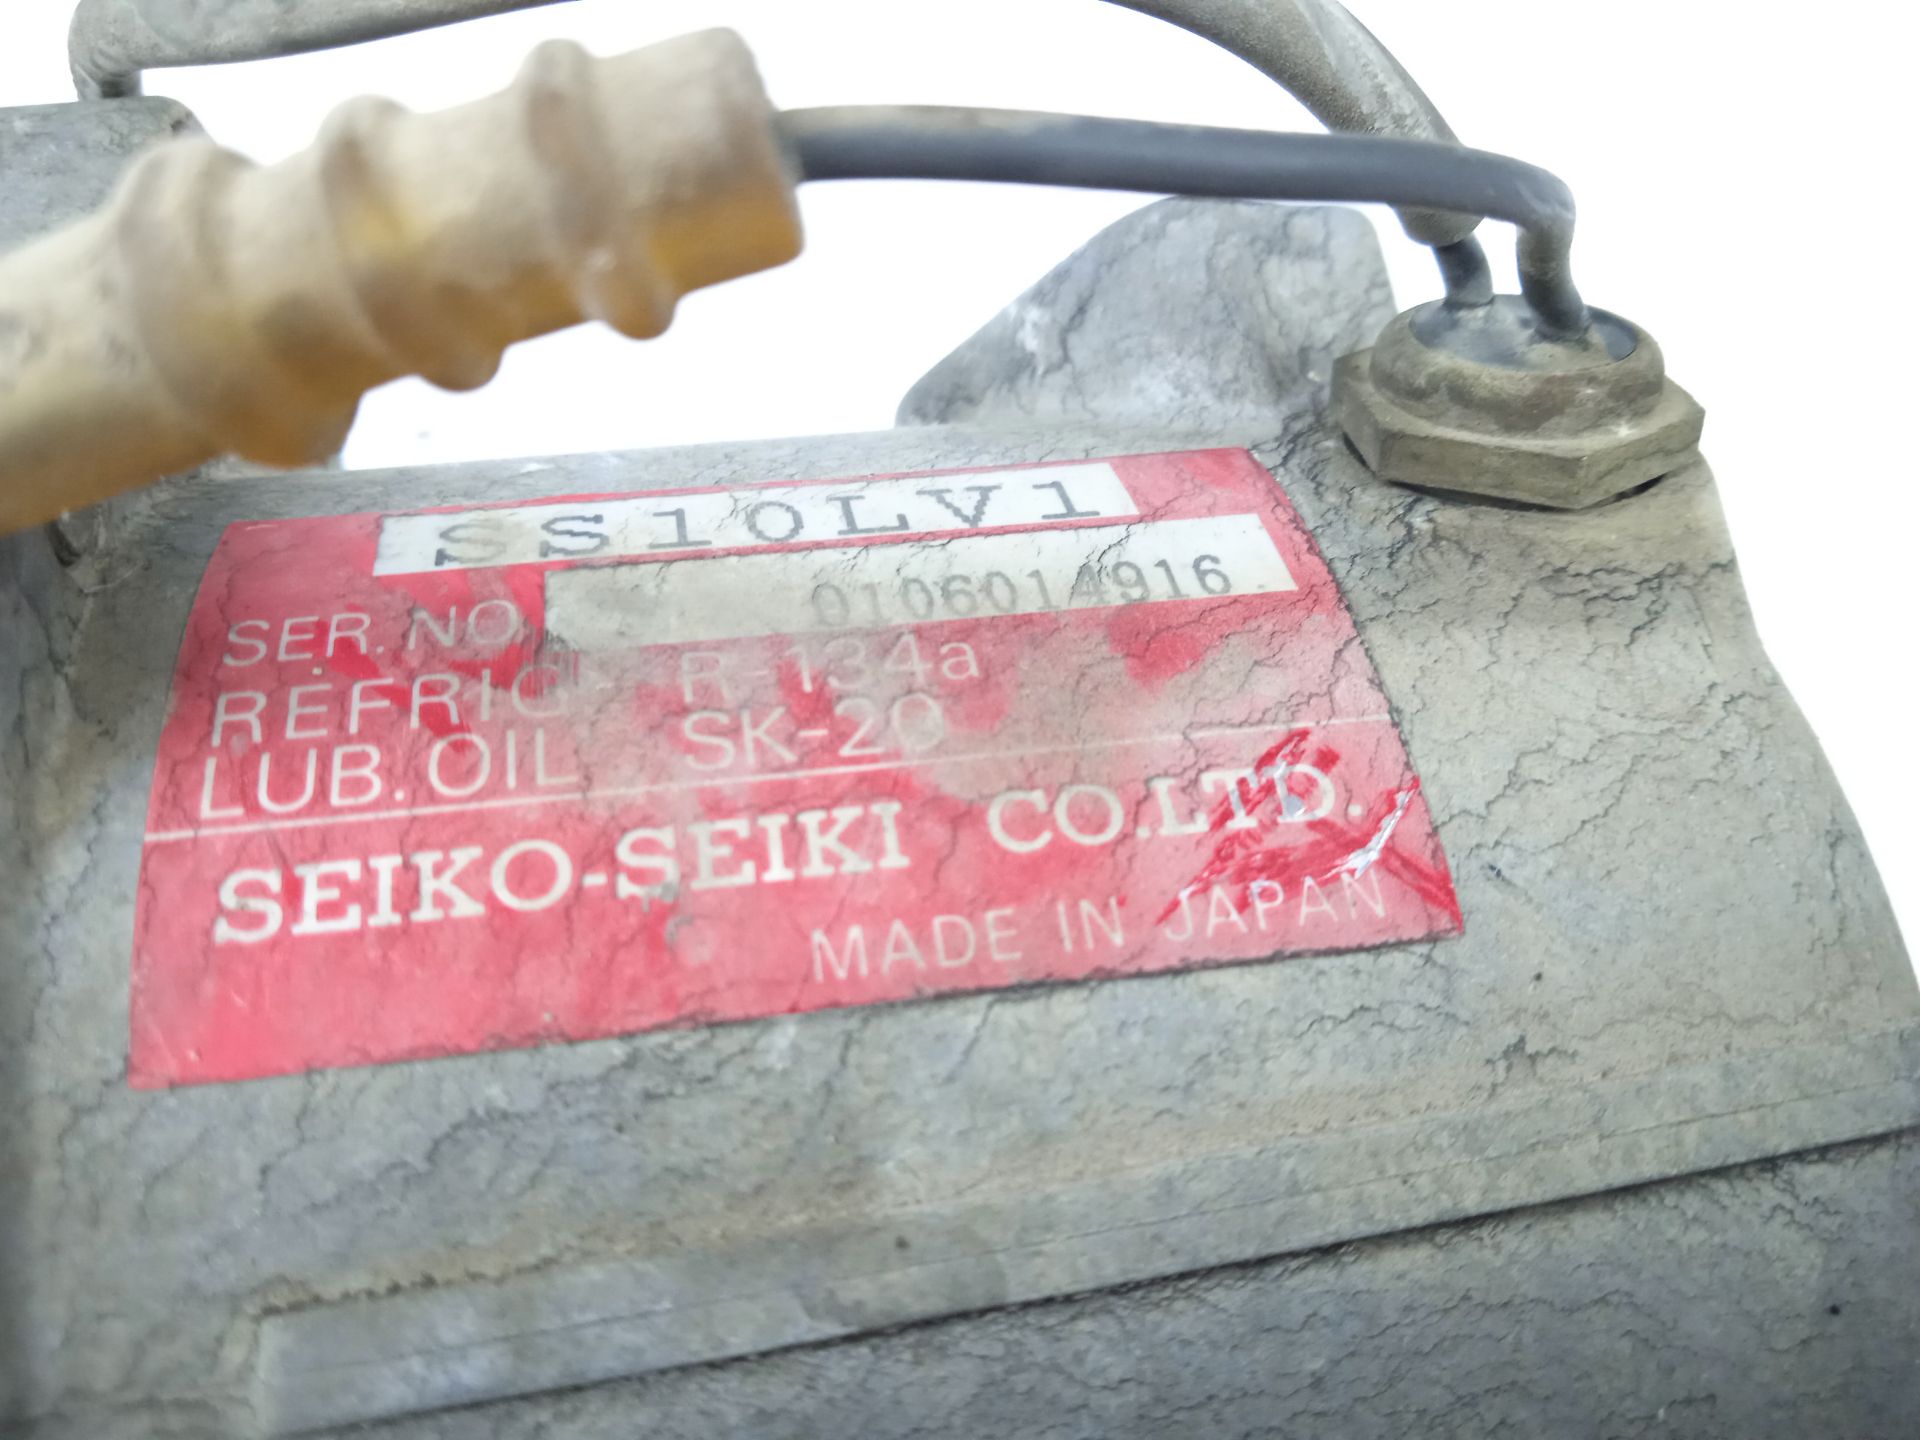 SS10LV1
SER. NO. 0106014916
REFRIG R-134a
LUB. OIL SK-20
SEIKO-SEIKI CO.LTD.
MADE IN JAPAN